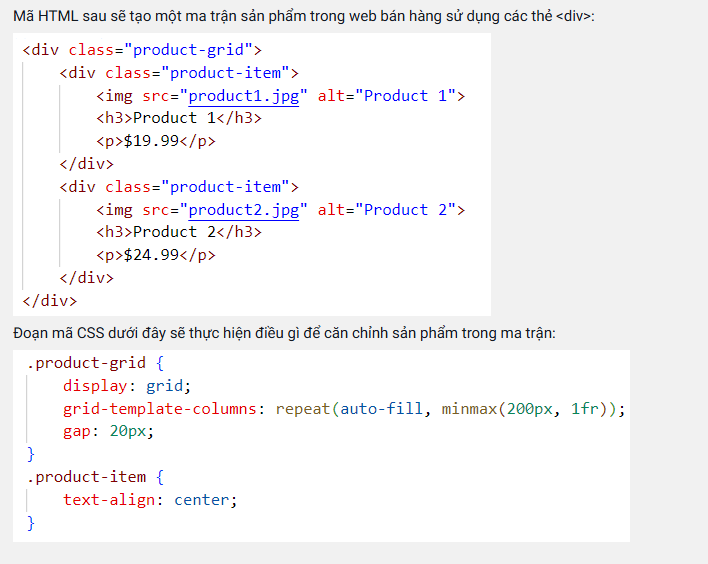 Mã HTML sau sẽ tạo một ma trận sản phẩm trong web bán hàng sử dụng các thẻ <div>:
<div class="product-grid">
    <div class="product-item">
        <img src="product1.jpg" alt="Product 1">
        <h3>Product 1</h3>
        <p>$19.99</p>
    </div>
    <div class="product-item">
        <img src="product2.jpg" alt="Product 2">
        <h3>Product 2</h3>
        <p>$24.99</p>
    </div>
</div>
Đoạn mã CSS dưới đây sẽ thực hiện điều gì để căn chỉnh sản phẩm trong ma trận:
.product-grid {
    display: grid;
    grid-template-columns: repeat(auto-fill, minmax(200px, 1fr));
    gap: 20px;
}
.product-item {
    text-align: center;
}